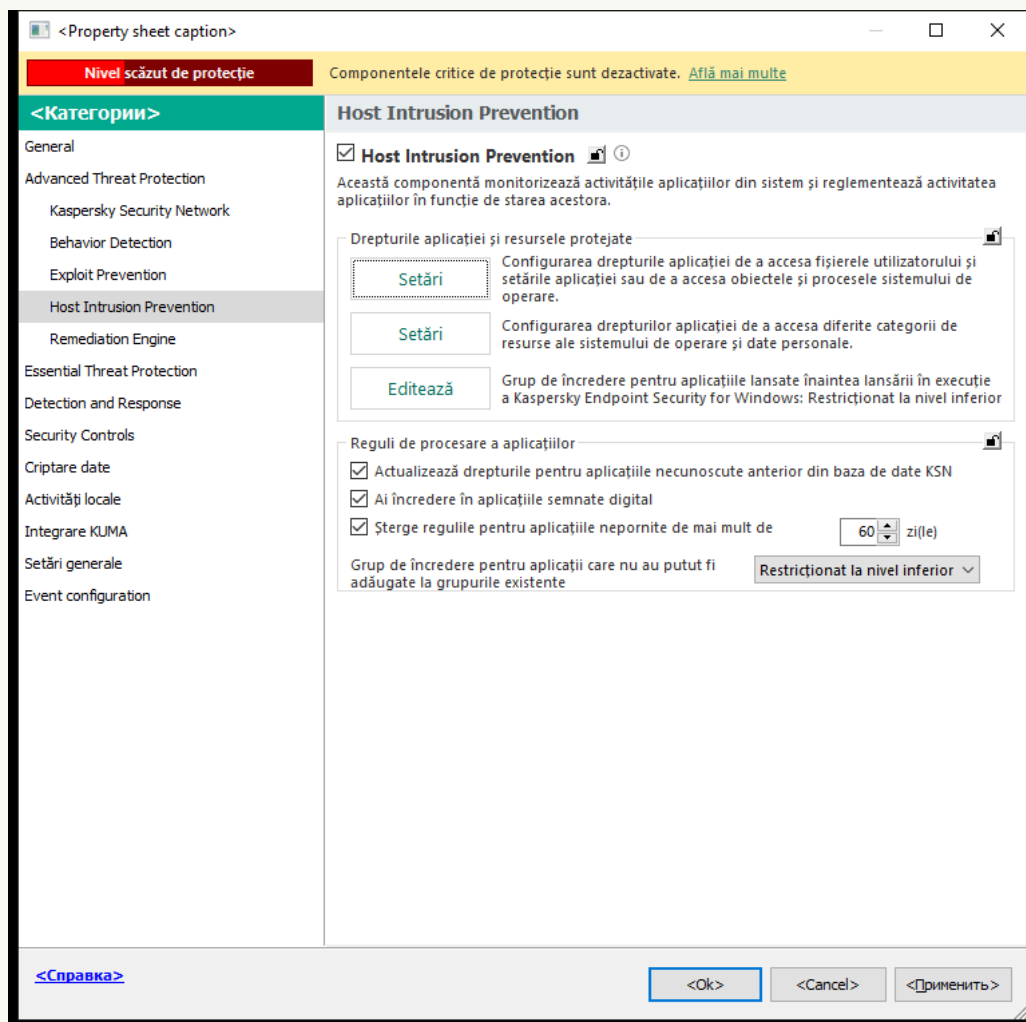 <Property sheet caption>
Nivel scăzut de protecție
Componentele critice de protecție sunt dezactivate. Află mai multe
<Категории>
General
Advanced Threat Protection
Kaspersky Security Network
Behavior Detection
Exploit Prevention
Host Intrusion Prevention
Remediation Engine
Essential Threat Protection
Detection and Response
Security Controls
Criptare date
Activități locale
Integrare KUMA
Setări generale
Event configuration
Host Intrusion Prevention
Host Intrusion Prevention
Această componentă monitorizează activitățile aplicațiilor din sistem și reglementează activitatea
aplicațiilor în funcție de starea acestora.
Drepturile aplicației și resursele protejate
Setări
Configurarea drepturile aplicației de a accesa fișierele utilizatorului și
setările aplicației sau de a accesa obiectele și procesele sistemului de
operare.
Setări
Configurarea drepturilor aplicației de a accesa diferite categorii de
resurse ale sistemului de operare și date personale.
Editează
Grup de încredere pentru aplicațiile lansate înaintea lansării în execuție
a Kaspersky Endpoint Security for Windows: Restricționat la nivel inferior
Reguli de procesare a aplicațiilor
Actualizează drepturile pentru aplicațiile necunoscute anterior din baza de date KSN
Ai încredere în aplicațiile semnate digital
Șterge regulile pentru aplicațiile nepornite de mai mult de 60 zi(le)
Grup de încredere pentru aplicații care nu au putut fi
adăugate la grupurile existente
Restricționat la nivel inferior
<Справка>
<Ok>
<Cancel>
<Применить>